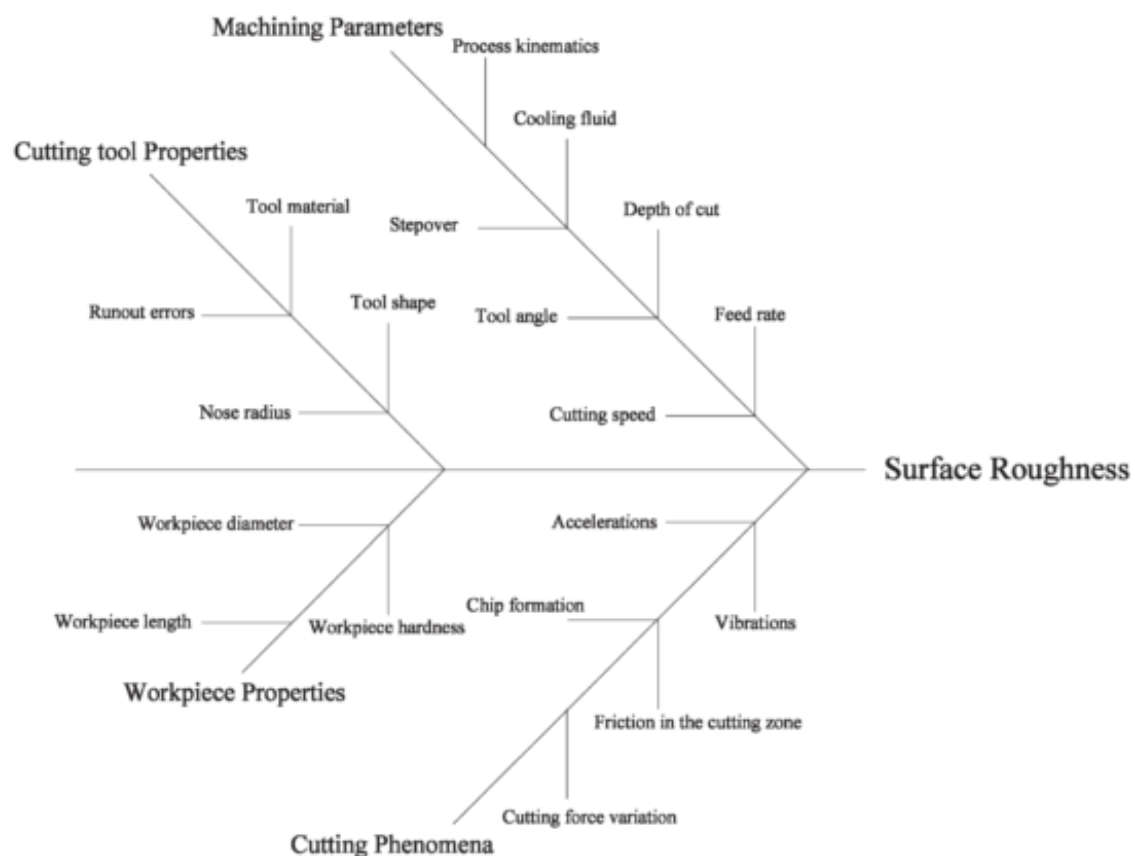 Machining Parameters
Process kinematics
Cooling fluid
Cutting tool Properties
Tool material
Stepover
Depth of cut
Runout errors
Tool shape
Tool angle
Feed rate
Nose radius
Cutting speed
Surface Roughness
Workpiece diameter
Accelerations
Chip formation
Workpiece length
Workpiece hardness
Vibrations
Workpiece Properties
Friction in the cutting zone
Cutting force variation
Cutting Phenomena